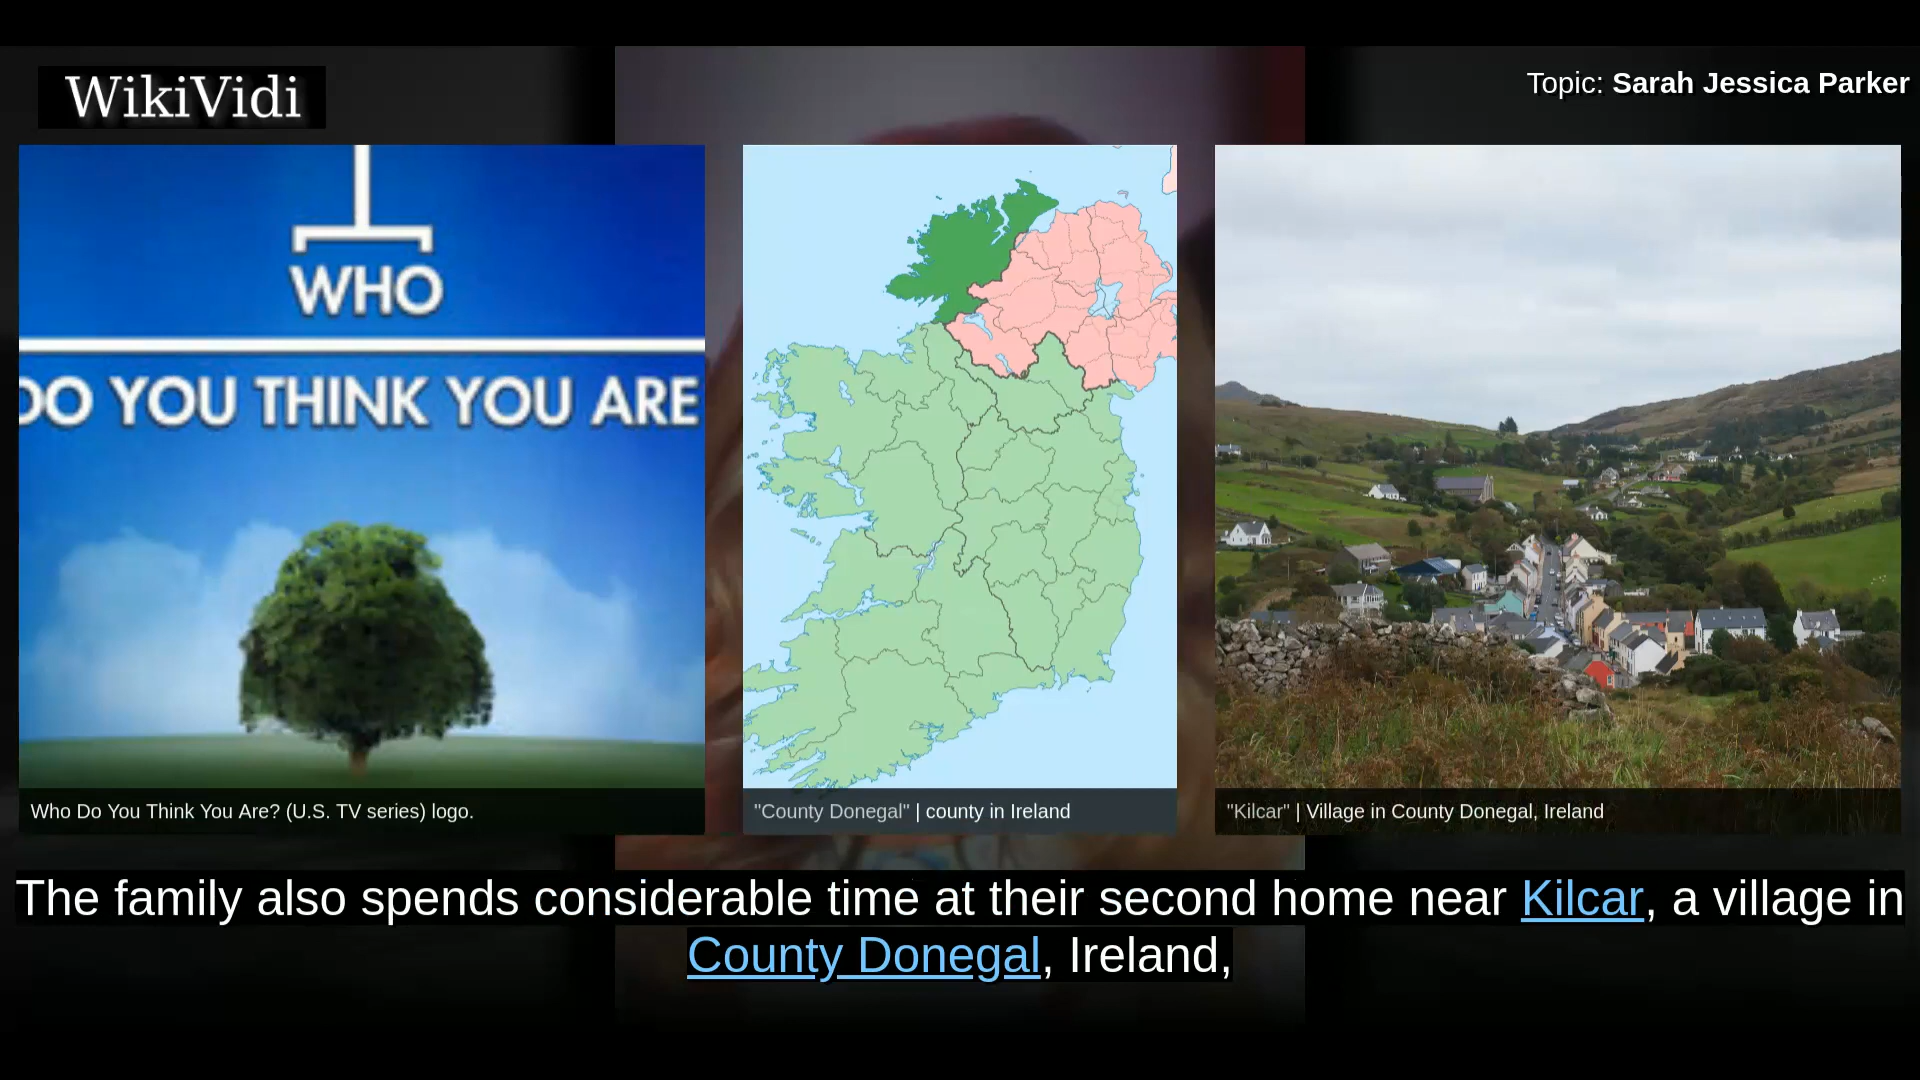 WikiVidi
Topic: Sarah Jessica Parker
WHO
DO YOU THINK YOU ARE
Who Do You Think You Are? (U.S. TV series) logo.
"County Donegal" | county in Ireland
"Kilcar" | Village in County Donegal, Ireland
The family also spends considerable time at their second home near Kilcar, a village in
County Donegal, Ireland,